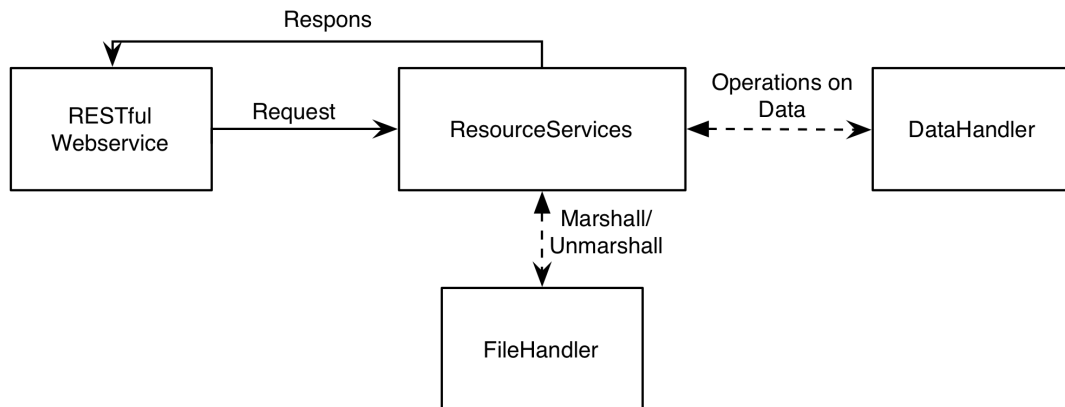 Respons
RESTful
Webservice
Request
ResourceServices
Operations on
Data
DataHandler
Marshall/
Unmarshall
FileHandler